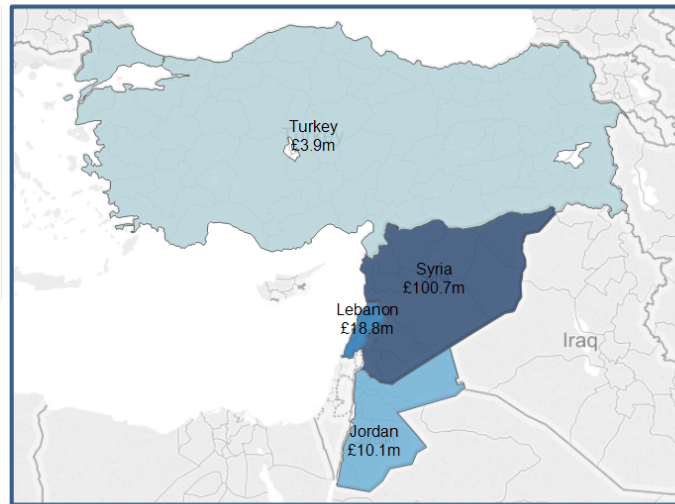 Turkey
£3.9m
Syria
£100.7m
Lebanon
£18.8m
Iraq
Jordan
£10.1m